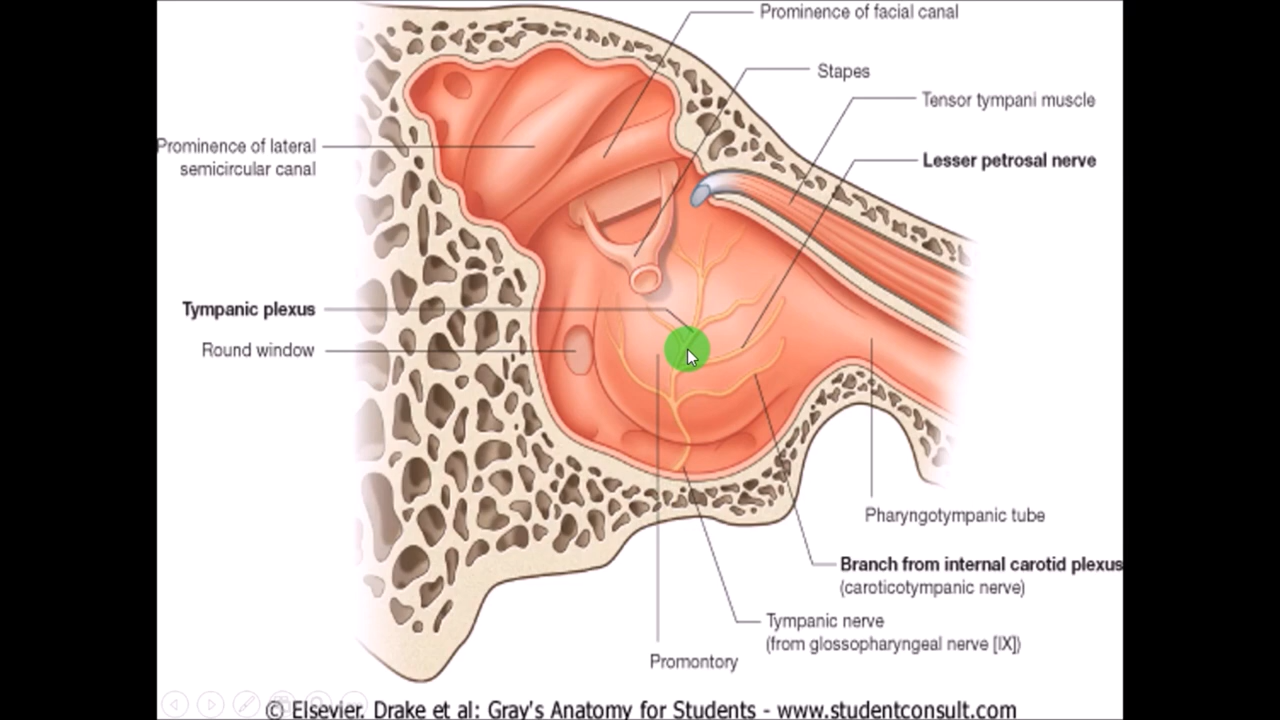 Prominence of facial canal
Stapes
Tensor tympani muscle
Lesser petrosal nerve
Prominence of lateral
semicircular canal
Tympanic plexus
Round window
Pharyngotympanic tube
Branch from internal carotid plexus
(caroticotympanic nerve)
Tympanic nerve
(from glossopharyngeal nerve [IX])
Promontory
© Elsevier. Drake et al: Gray's Anatomy for Students - www.studentconsult.com